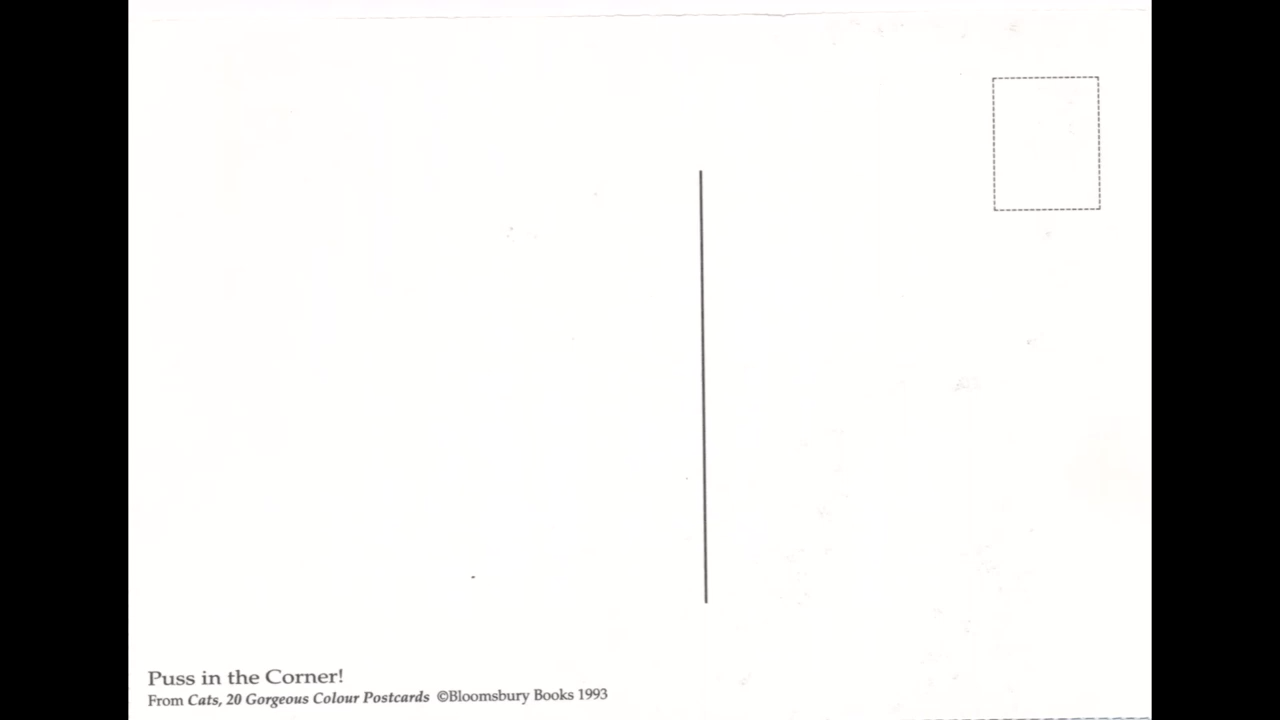 Puss in the Corner!
From Cats, 20 Gorgeous Colour Postcards ©Bloomsbury Books 1993